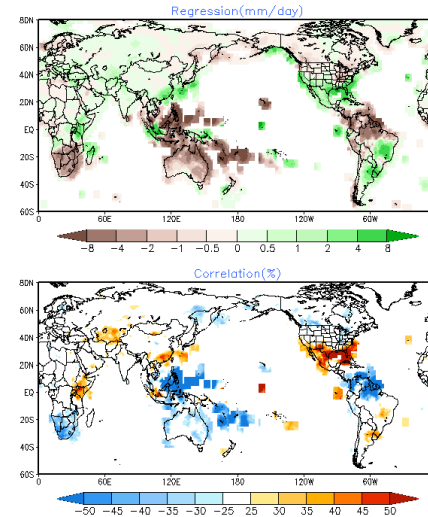 Regression(mm/day)
80N
60N
40N
20N
EQ
20S
40S
60S
0 60E 120E 180 120W 60W
-8 -4 -2 -1 -0.5 0 0.5 1 2 4 8
Correlation(%)
80N
60N
40N
20N
EQ
20S
40S
60S
0 60E 120E 180 120W 60W
-50 -45 -40 -35 -30 -25 25 30 35 40 45 50